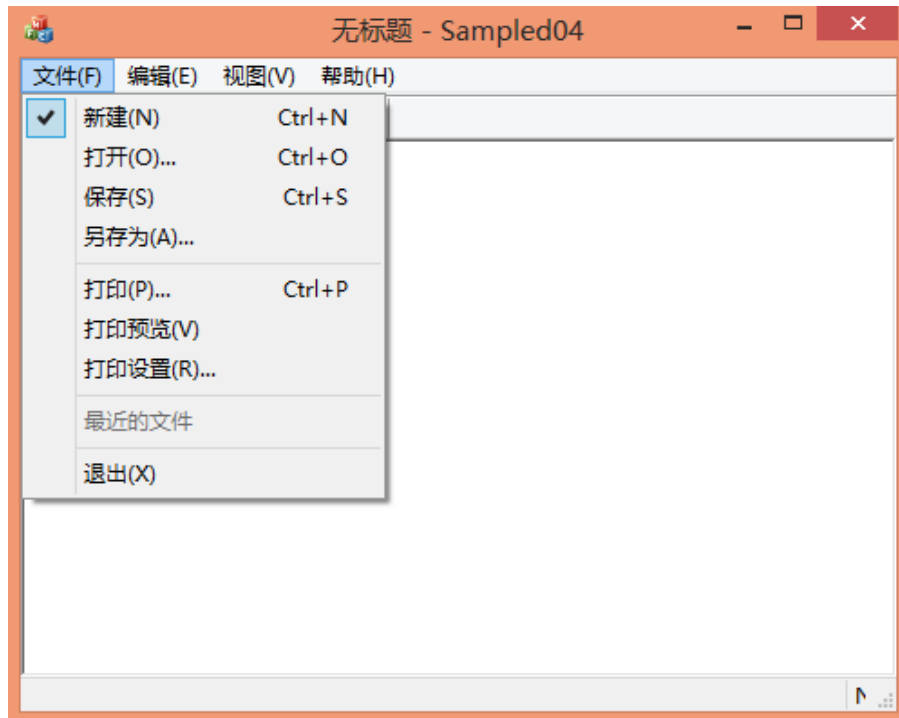 无标题 - Sampled04
文件(F) 编辑(E) 视图(V) 帮助(H)
新建(N) Ctrl+N
打开(O)... Ctrl+O
保存(S) Ctrl+S
另存为(A)...
打印(P)... Ctrl+P
打印预览(V)
打印设置(R)...
最近的文件
退出(X)